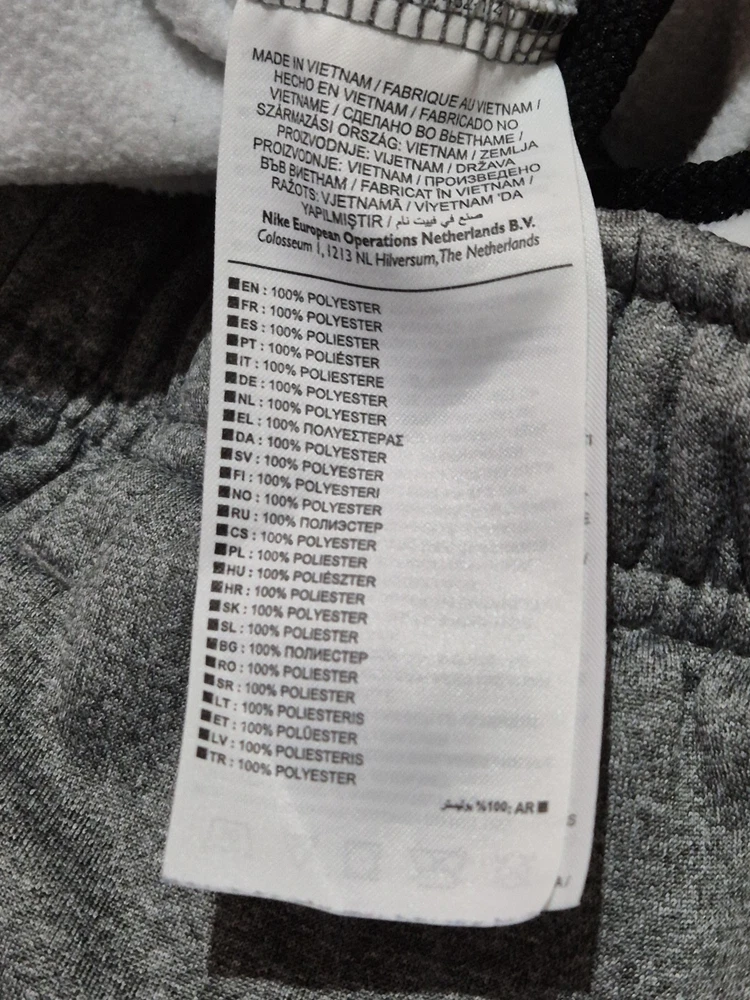 MADE IN VIETNAM / FABRIQUE AU VIETNAM /
HECHO EN VIETNAM / FABRICADO NO
VIETNAME / СДЕЛАНО ВО ВЬЕТНАМЕ /
SZÁRMAZÁSI ORSZÁG: VIETNAM / ZEMLJA
PROIZVODNJE: VIJETNAM / DRŽAVA
PROIZVODNJE: VIETNAM / ПРОИЗВЕДЕНО
ВЪВ ВИЕТНАМ / FABRICAT ÎN VIETNAM /
RAŽOTS: VJETNAMĀ / VİYETNAM 'DA
YAPILMIŞTIR / صنع في فييت نام
Nike European Operations Netherlands B.V.
Colosseum 1, 1213 NL Hilversum, The Netherlands
EN : 100% POLYESTER
FR : 100% POLYESTER
ES : 100% POLIESTER
PT : 100% POLIÉSTER
IT : 100% POLIESTERE
DE : 100% POLYESTER
NL : 100% POLYESTER
EL : 100% ΠΟΛΥΕΣΤΕΡΑΣ
DA : 100% POLYESTER
SV : 100% POLYESTER
FI : 100% POLYESTERI
NO : 100% POLYESTER
RU : 100% ПОЛИЭСТЕР
CS : 100% POLYESTER
PL : 100% POLIESTER
HU : 100% POLIÉSZTER
HR : 100% POLIESTER
SK : 100% POLYESTER
SL : 100% POLIESTER
BG : 100% ПОЛИЕСТЕР
RO : 100% POLIESTER
SR : 100% POLIESTER
LT : 100% POLIESTERIS
ET : 100% POLÜESTER
LV : 100% POLIESTERIS
TR : 100% POLYESTER
AR :100% بوليستر